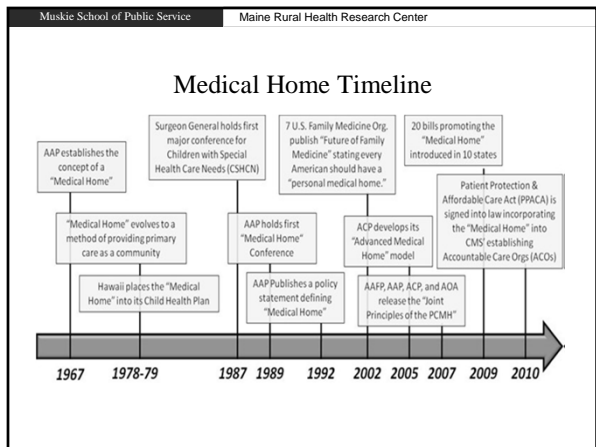 Muskie School of Public Service
Maine Rural Health Research Center
Medical Home Timeline
AAP establishes the
concept of a
"Medical Home"
"Medical Home" evolves to a
method of providing primary
care as a community
Hawaii places the "Medical
Home" into its Child Health Plan
Surgeon General holds first
major conference for
Children with Special
Health Care Needs (CSHCN)
AAP holds first
"Medical Home"
Conference
AAP Publishes a policy
statement defining
"Medical Home"
7 U.S. Family Medicine Org.
publish "Future of Family
Medicine" stating every
American should have a
"personal medical home."
ACP develops its
"Advanced Medical
Home" model
AAFP, AAP, ACP, and AOA
release the "Joint
Principles of the PCMH"
20 bills promoting the
"Medical Home"
introduced in 10 states
Patient Protection &
Affordable Care Act (PPACA) is
signed into law incorporating
the "Medical Home" into
CMS' establishing
Accountable Care Orgs (ACOs)
1967 1978-79 1987 1989 1992 2002 2005 2007 2009 2010